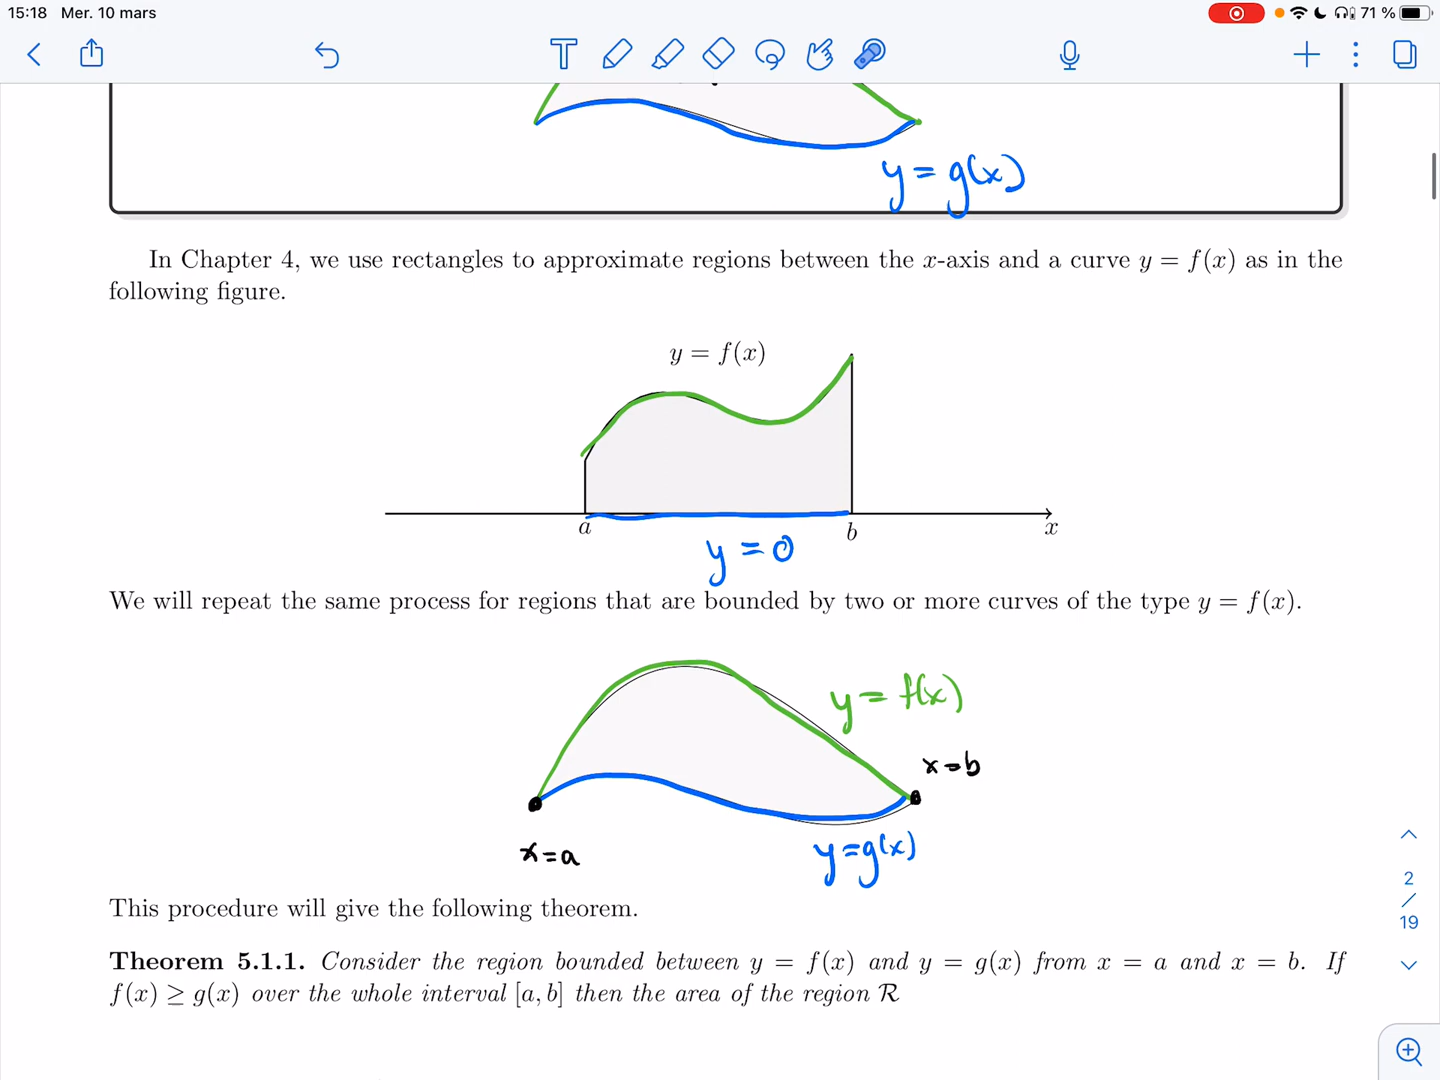 15:18 Mer. 10 mars
71 %
y = g(x)
In Chapter 4, we use rectangles to approximate regions between the x-axis and a curve y = f(x) as in the
following figure.
y = f(x)
a
b
x
y = 0
We will repeat the same process for regions that are bounded by two or more curves of the type y = f(x).
y = f(x)
x = b
x = a
y = g(x)
This procedure will give the following theorem.
2
/
19
Theorem 5.1.1. Consider the region bounded between y = f(x) and y = g(x) from x = a and x = b. If
f(x) ≥ g(x) over the whole interval [a, b] then the area of the region R